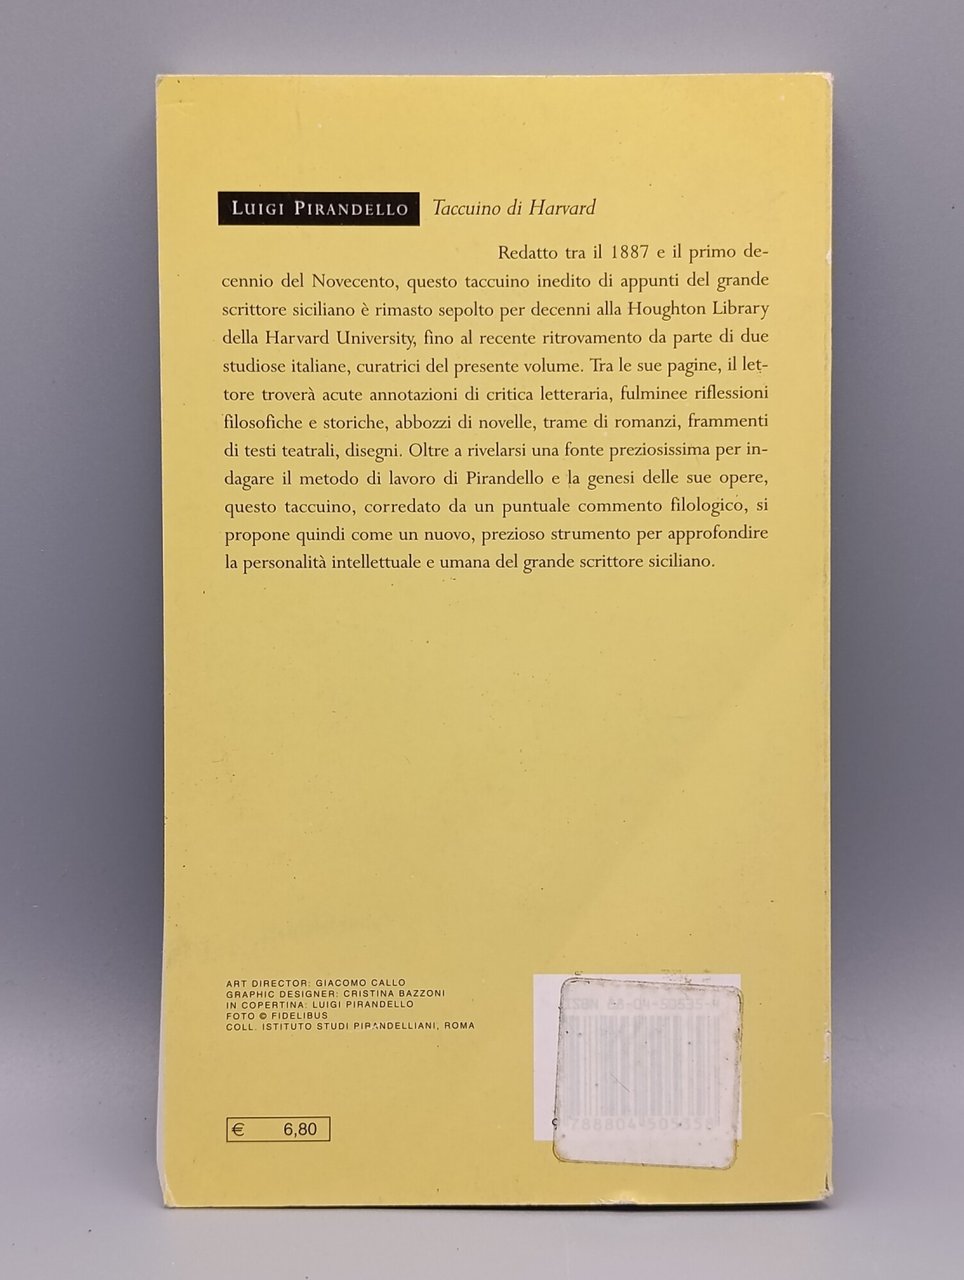 LUIGI PIRANDELLO Taccuino di Harvard
Redatto tra il 1887 e il primo de-
cennio del Novecento, questo taccuino inedito di appunti del grande
scrittore siciliano è rimasto sepolto per decenni alla Houghton Library
della Harvard University, fino al recente ritrovamento da parte di due
studiose italiane, curatrici del presente volume. Tra le sue pagine, il let-
tore troverà acute annotazioni di critica letteraria, fulminee riflessioni
filosofiche e storiche, abbozzi di novelle, trame di romanzi, frammenti
di testi teatrali, disegni. Oltre a rivelarsi una fonte preziosissima per in-
dagare il metodo di lavoro di Pirandello e la genesi delle sue opere,
questo taccuino, corredato da un puntuale commento filologico, si
propone quindi come un nuovo, prezioso strumento per approfondire
la personalità intellettuale e umana del grande scrittore siciliano.
ART DIRECTOR: GIACOMO CALLO
GRAPHIC DESIGNER: CRISTINA BAZZONI
IN COPERTINA: LUIGI PIRANDELLO
FOTO © FIDELIBUS
COLL. ISTITUTO STUDI PIRANDELLIANI, ROMA
ISBN
€ 6,80